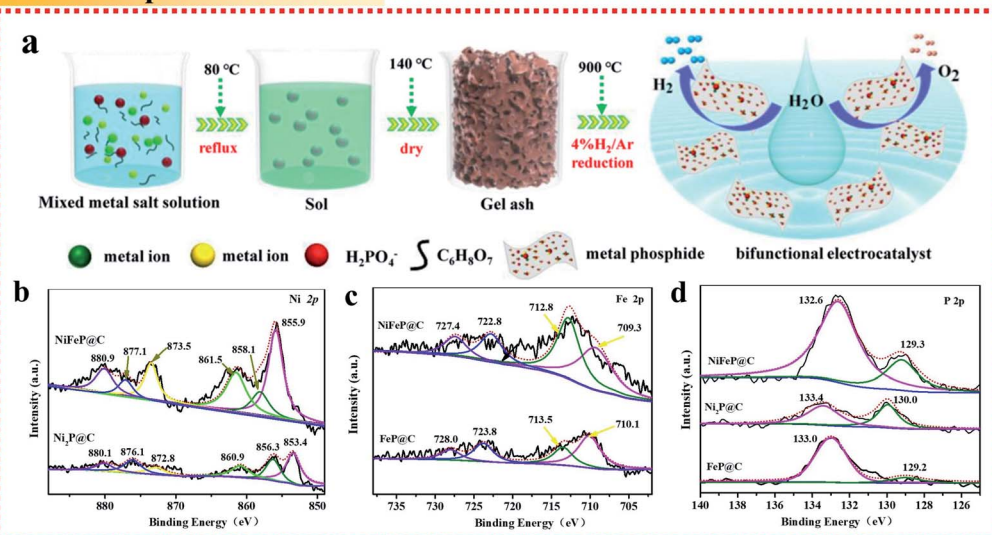 a
80 °C
140 °C
900 °C
reflux
dry
4%H₂/Ar
reduction
H₂
H₂O
O₂
Mixed metal salt solution
Sol
Gel ash
metal ion
metal ion
H₂PO₄⁻
C₆H₈O₇
metal phosphide
bifunctional electrocatalyst
b
Ni 2p
NiFeP@C
880.9
877.1
873.5
861.5
858.1
855.9
Ni₂P@C
880.1
876.1
872.8
860.9
856.3
853.4
Intensity (a.u.)
880
870
860
850
849
Binding Energy (eV)
c
Fe 2p
NiFeP@C
727.4
722.8
712.8
709.3
FeP@C
728.0
723.8
713.5
710.1
Intensity (a.u.)
735
730
725
720
715
710
705
Binding Energy (eV)
d
P 2p
132.6
129.3
NiFeP@C
133.4
130.0
Ni₂P@C
133.0
129.2
FeP@C
Intensity (a.u.)
140
138
136
134
132
130
128
126
Binding Energy (eV)